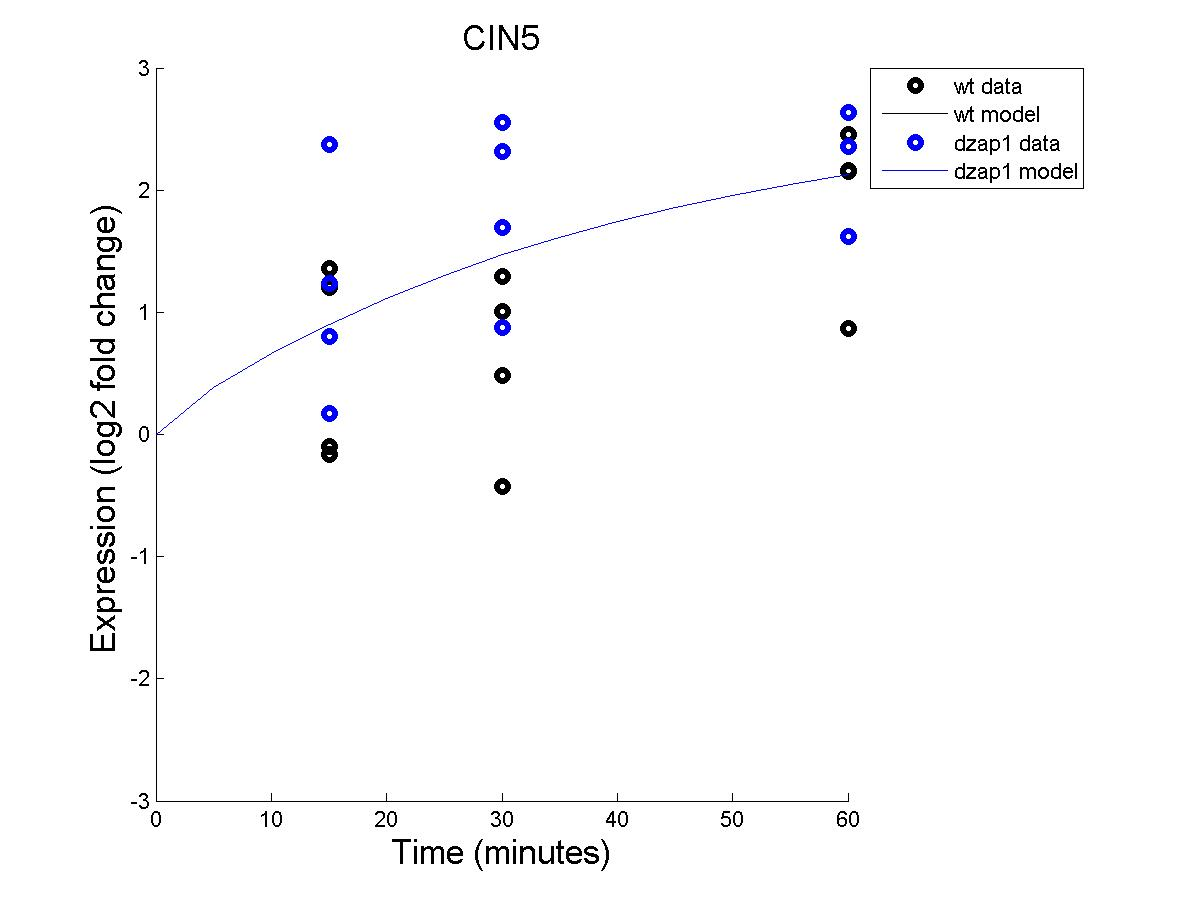 CIN5
wt data
wt model
dzap1 data
dzap1 model
Expression (log2 fold change)
3
2
1
0
-1
-2
-3
0 10 20 30 40 50 60
Time (minutes)